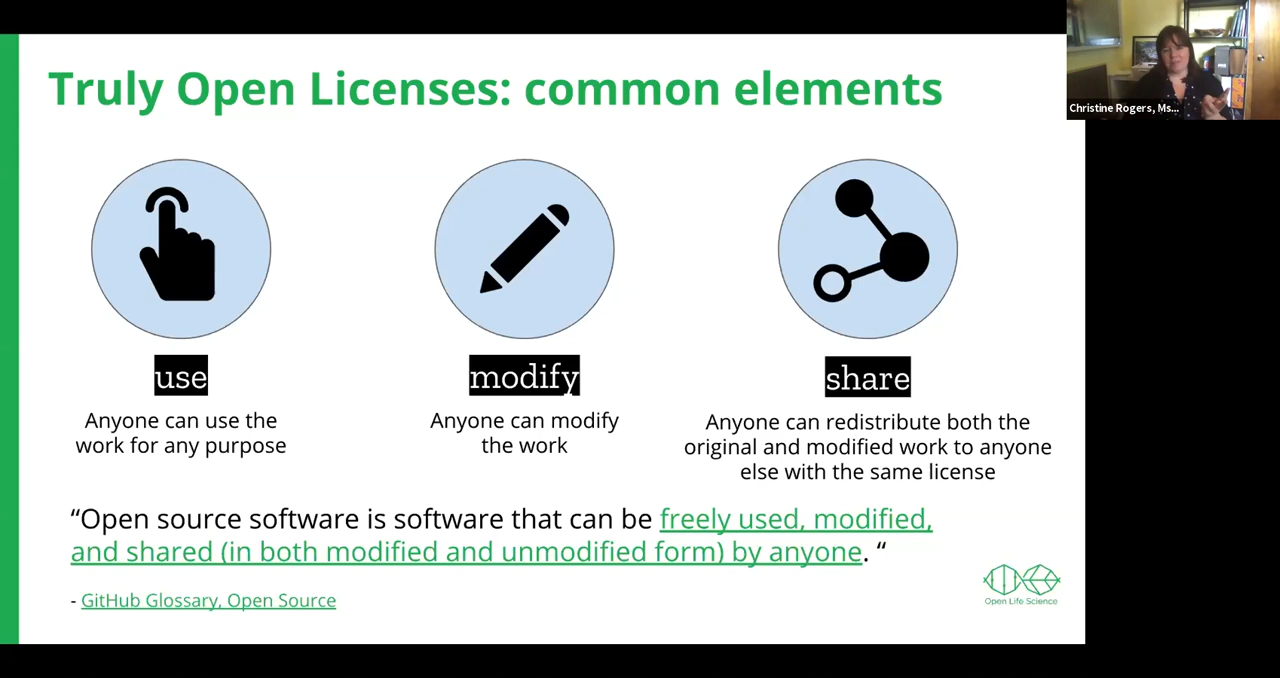 Truly Open Licenses: common elements
Christine Rogers, Ms...
use
Anyone can use the
work for any purpose
modify
Anyone can modify
the work
share
Anyone can redistribute both the
original and modified work to anyone
else with the same license
“Open source software is software that can be freely used, modified,
and shared (in both modified and unmodified form) by anyone. “
- GitHub Glossary, Open Source
Open Life Science